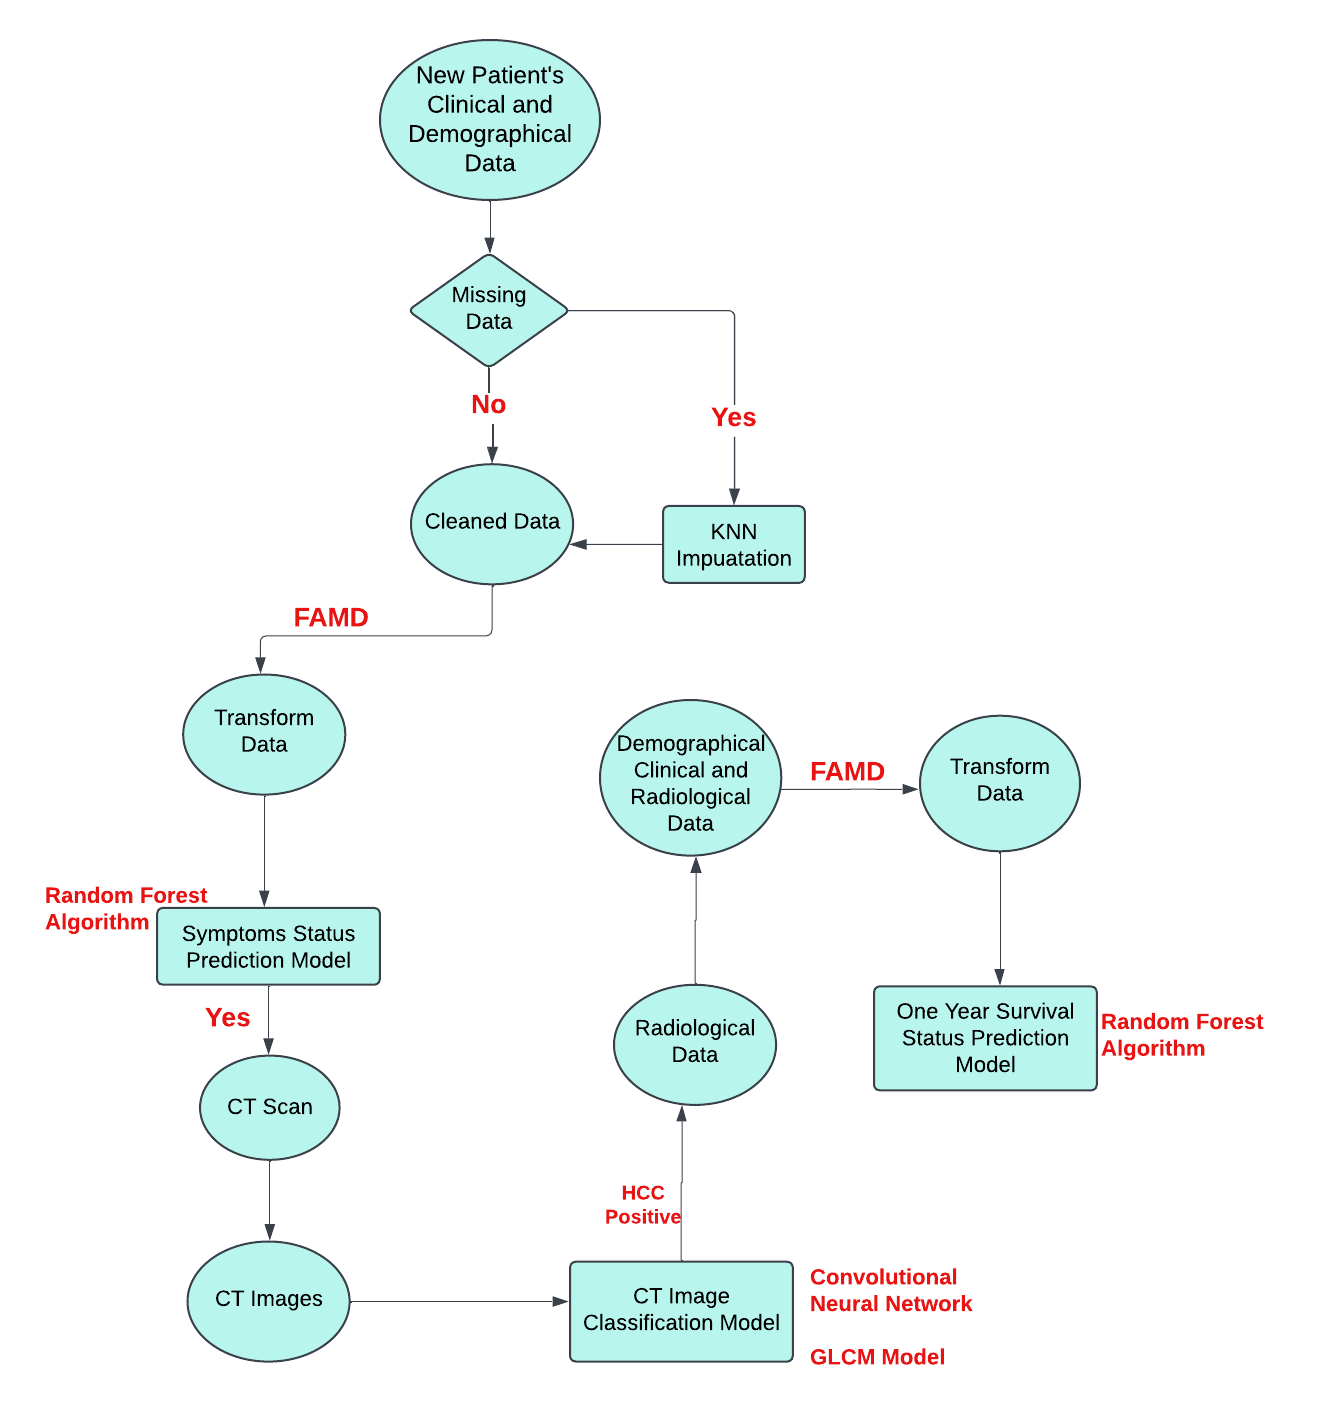 New Patient's
Clinical and
Demographical
Data
Missing
Data
No
Yes
Cleaned Data
KNN
Impuatation
FAMD
Transform
Data
Random Forest
Algorithm
Symptoms Status
Prediction Model
Yes
CT Scan
CT Images
CT Image
Classification Model
Convolutional
Neural Network
GLCM Model
HCC
Positive
Radiological
Data
Demographical
Clinical and
Radiological
Data
FAMD
Transform
Data
One Year Survival
Status Prediction
Model
Random Forest
Algorithm